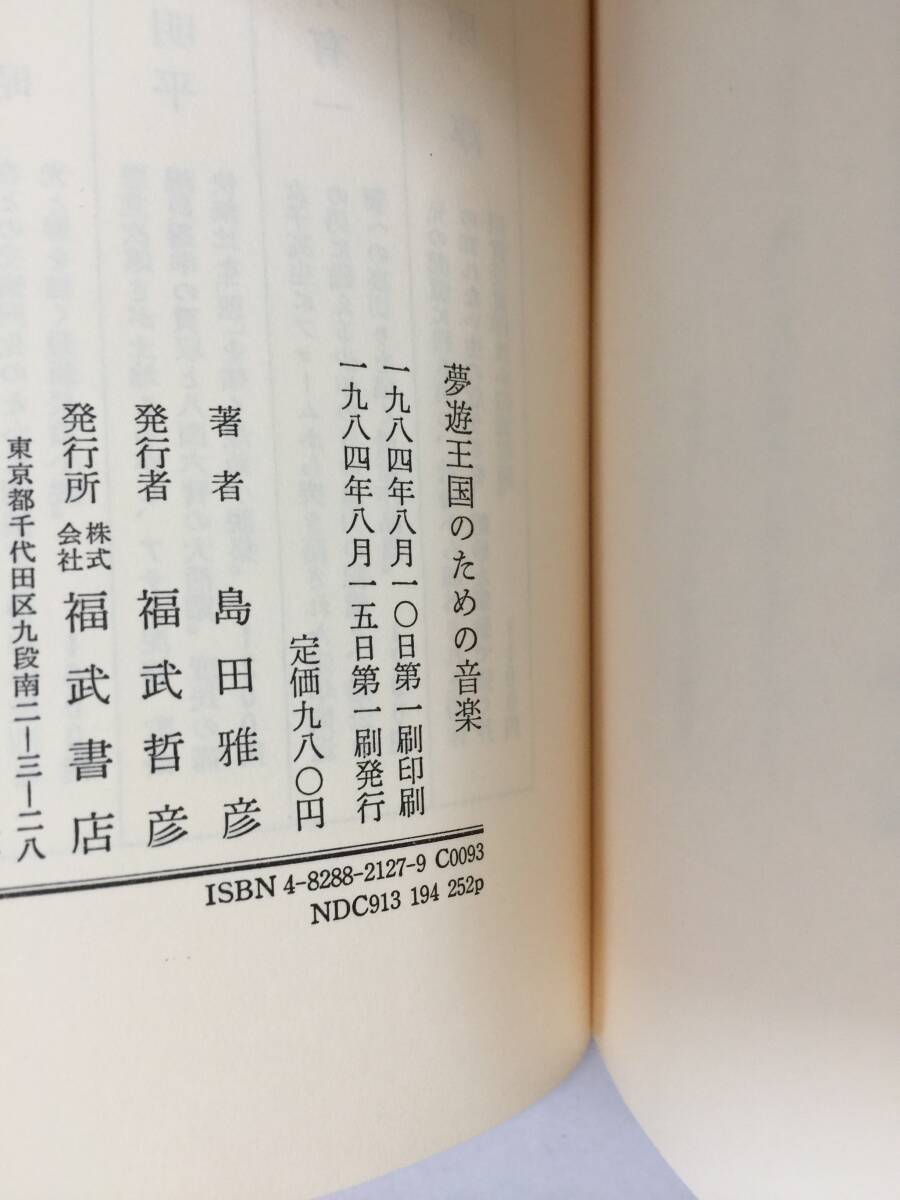 夢遊王国のための音楽
一九八四年八月一〇日第一刷印刷
一九八四年八月一五日第一刷発行
定価九八〇円
著者 島田雅彦
発行者 福武哲彦
発行所 株式会社 福武書店
東京都千代田区九段南二ー三ー二八
ISBN 4-8288-2127-9 C0093
NDC913 194 252p